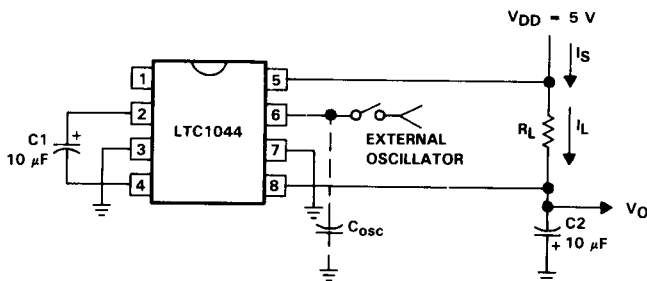 V_DD = 5 V
I_S
1
5
2
6
LTC1044
C1
+
10 µF
3
7
4
8
EXTERNAL
OSCILLATOR
R_L
I_L
C_osc
V_O
C2
10 µF
+